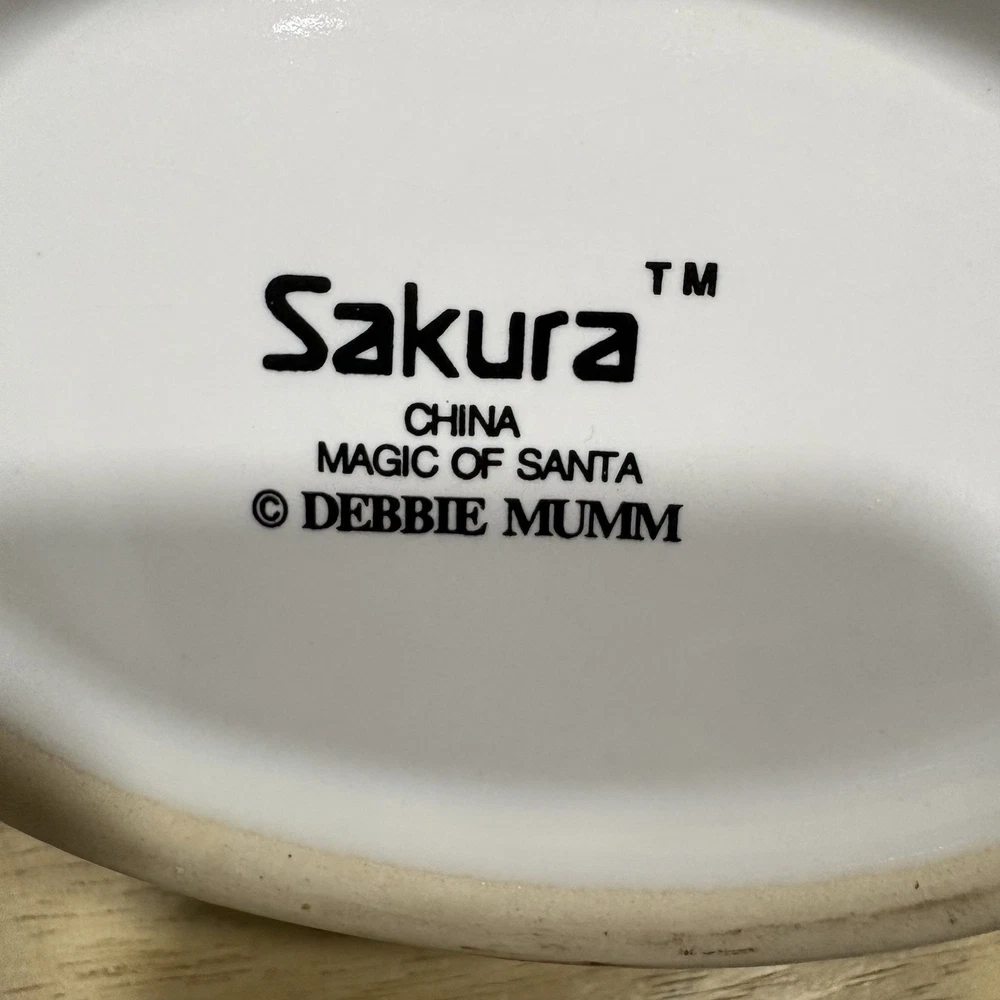 Sakura™
CHINA
MAGIC OF SANTA
© DEBBIE MUMM